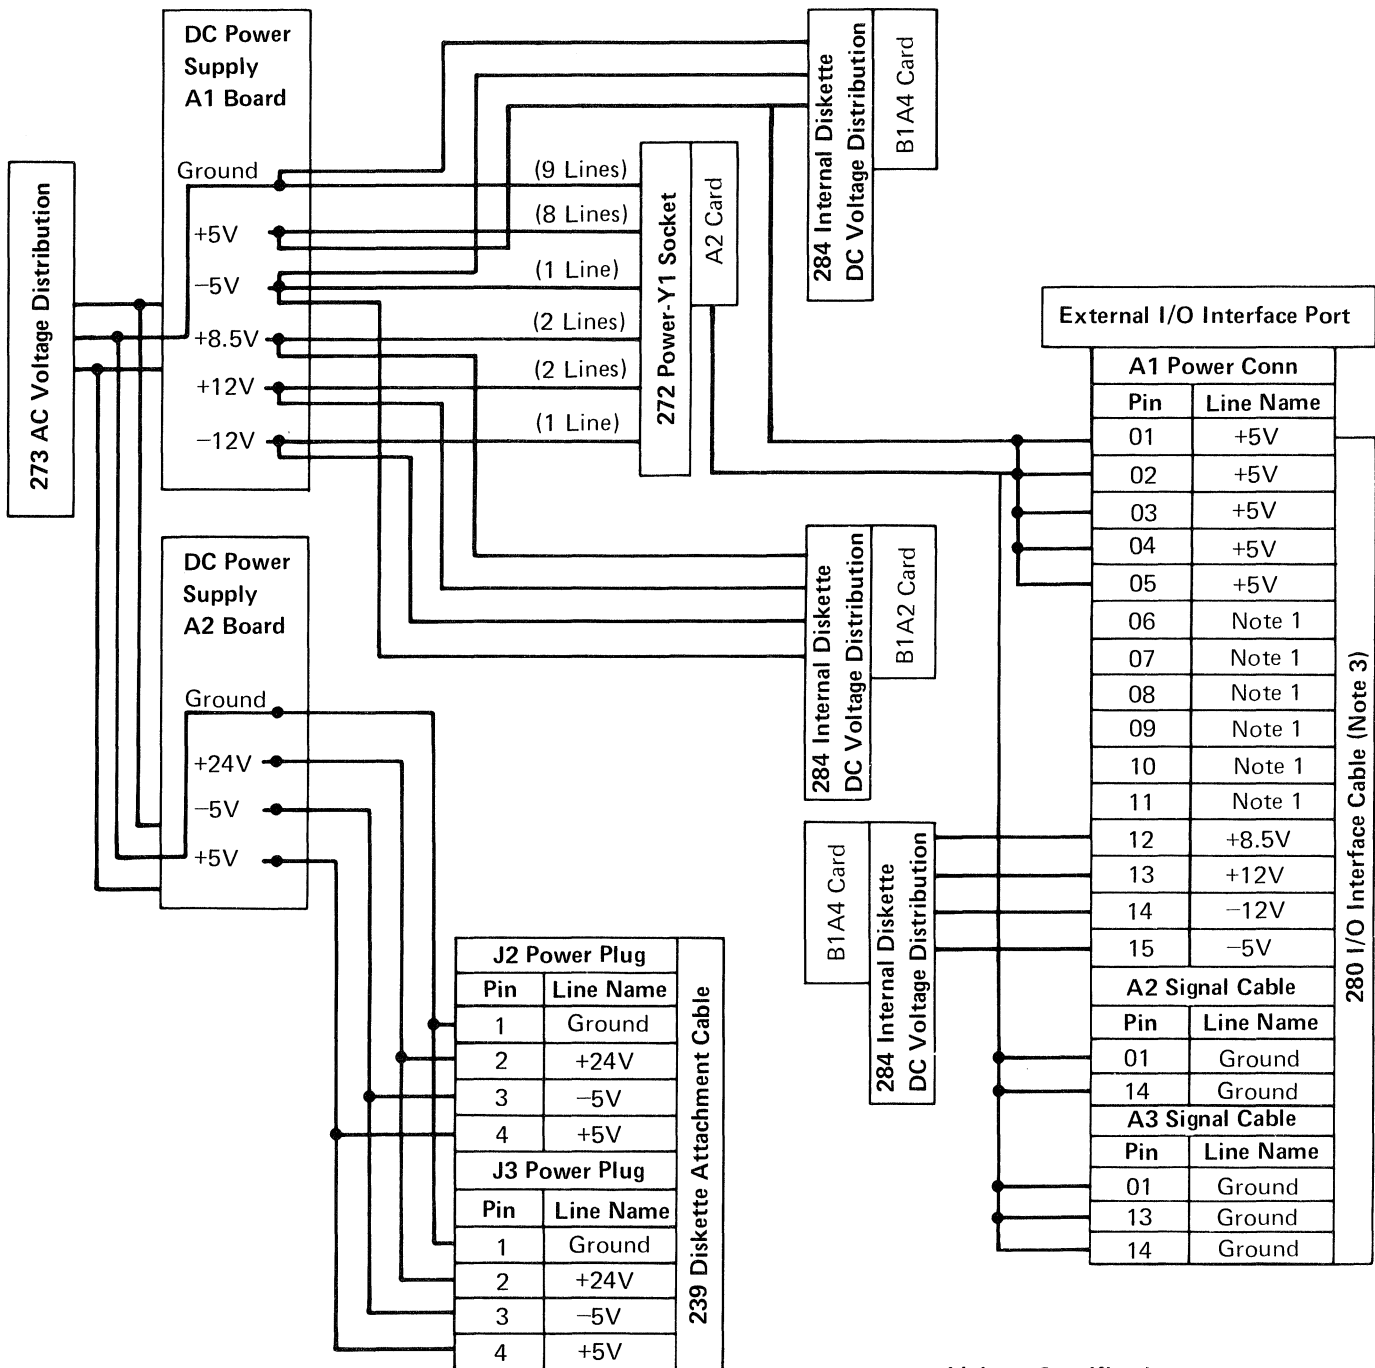 DC Power
Supply
A1 Board
Ground
+5V
−5V
+8.5V
+12V
−12V
273 AC Voltage Distribution
(9 Lines)
(8 Lines)
(1 Line)
(2 Lines)
(2 Lines)
(1 Line)
272 Power-Y1 Socket
A2 Card
284 Internal Diskette
DC Voltage Distribution
B1A4 Card
DC Power
Supply
A2 Board
Ground
+24V
−5V
+5V
284 Internal Diskette
DC Voltage Distribution
B1A2 Card
B1A4 Card
284 Internal Diskette
DC Voltage Distribution
J2 Power Plug
Pin Line Name
1 Ground
2 +24V
3 −5V
4 +5V
J3 Power Plug
Pin Line Name
1 Ground
2 +24V
3 −5V
4 +5V
239 Diskette Attachment Cable
External I/O Interface Port
A1 Power Conn
Pin Line Name
01 +5V
02 +5V
03 +5V
04 +5V
05 +5V
06 Note 1
07 Note 1
08 Note 1
09 Note 1
10 Note 1
11 Note 1
12 +8.5V
13 +12V
14 −12V
15 −5V
A2 Signal Cable
Pin Line Name
01 Ground
14 Ground
A3 Signal Cable
Pin Line Name
01 Ground
13 Ground
14 Ground
280 I/O Interface Cable (Note 3)